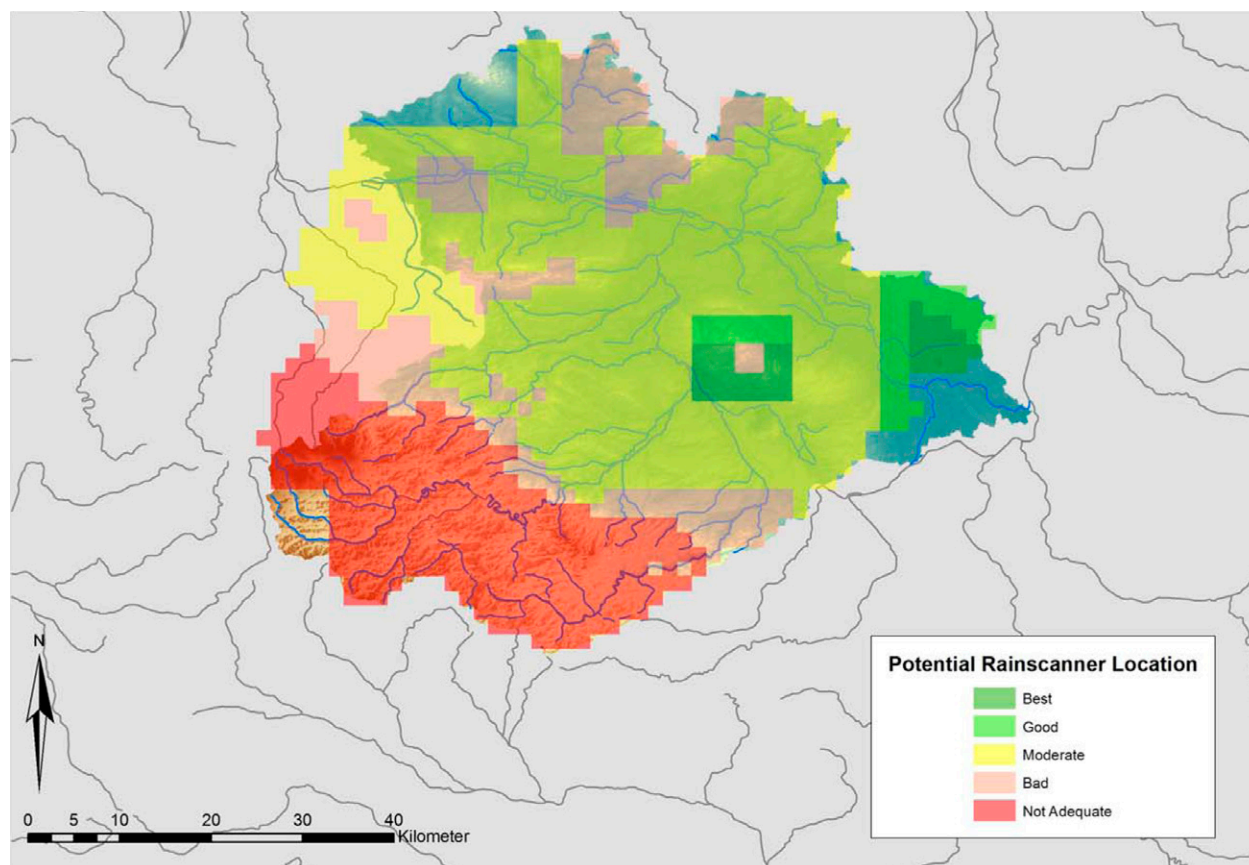 N
0 5 10 20 30 40
Kilometer
Potential Rainscanner Location
Best
Good
Moderate
Bad
Not Adequate